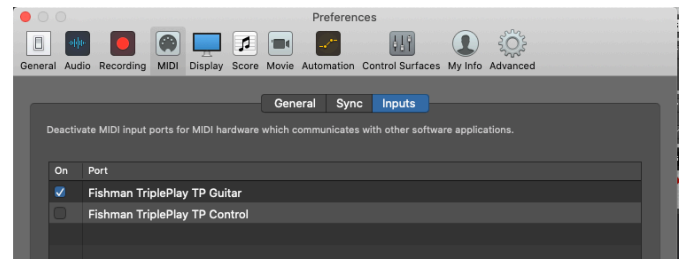 Preferences
General Audio Recording MIDI Display Score Movie Automation Control Surfaces My Info Advanced
General Sync Inputs
Deactivate MIDI input ports for MIDI hardware which communicates with other software applications.
On Port
Fishman TriplePlay TP Guitar
Fishman TriplePlay TP Control